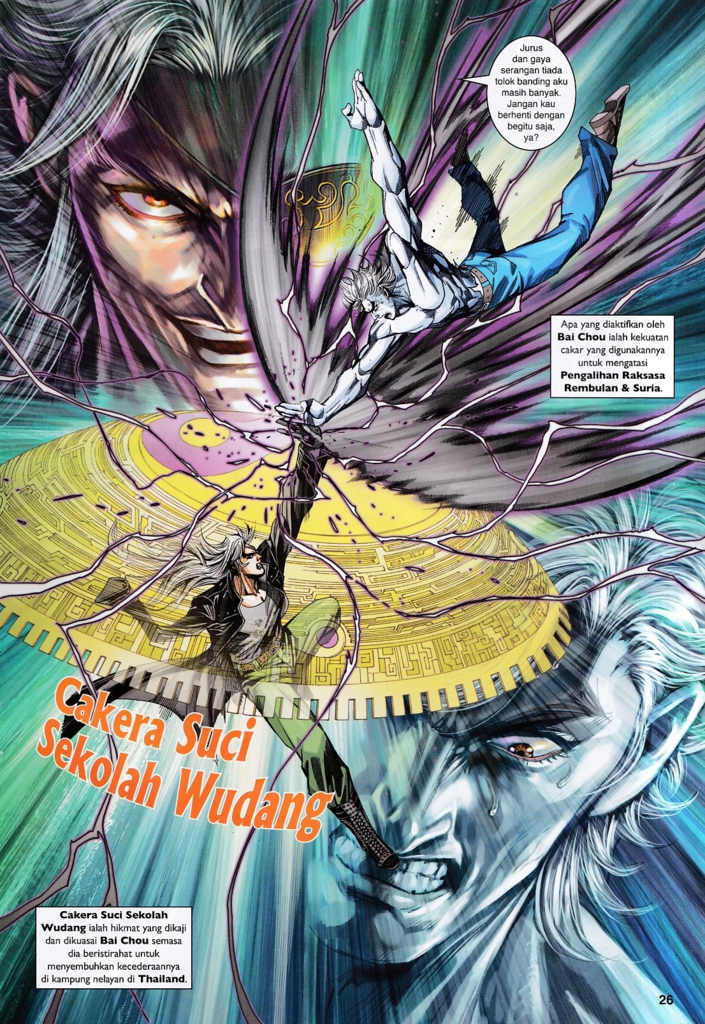 Jurus
dan gaya
serangan tiada
tolok banding aku
masih banyak.
Jangan kau
berhenti dengan
begitu saja,
ya?
Apa yang diaktifkan oleh
Bai Chou ialah kekuatan
cakar yang digunakannya
untuk mengatasi
Pengalihan Raksasa
Rembulan & Suria.
Cakera Suci
Sekolah Wudang
Cakera Suci Sekolah
Wudang ialah hikmat yang dikaji
dan dikuasai Bai Chou semasa
dia beristirahat untuk
menyembuhkan kecederaannya
di kampung nelayan di Thailand.
26